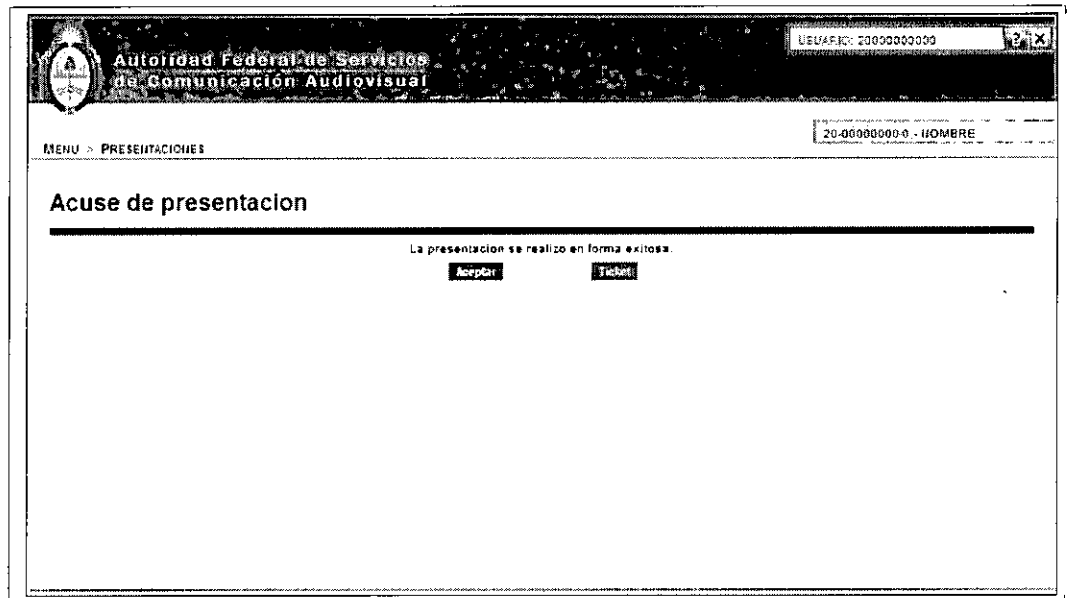 USUARIO: 20000000000 ? X
Autoridad Federal de Servicios
de Comunicación Audiovisual
20-00000000-0 - NOMBRE
MENU > PRESENTACIONES
Acuse de presentacion
La presentacion se realizo en forma exitosa.
Aceptar Ticket